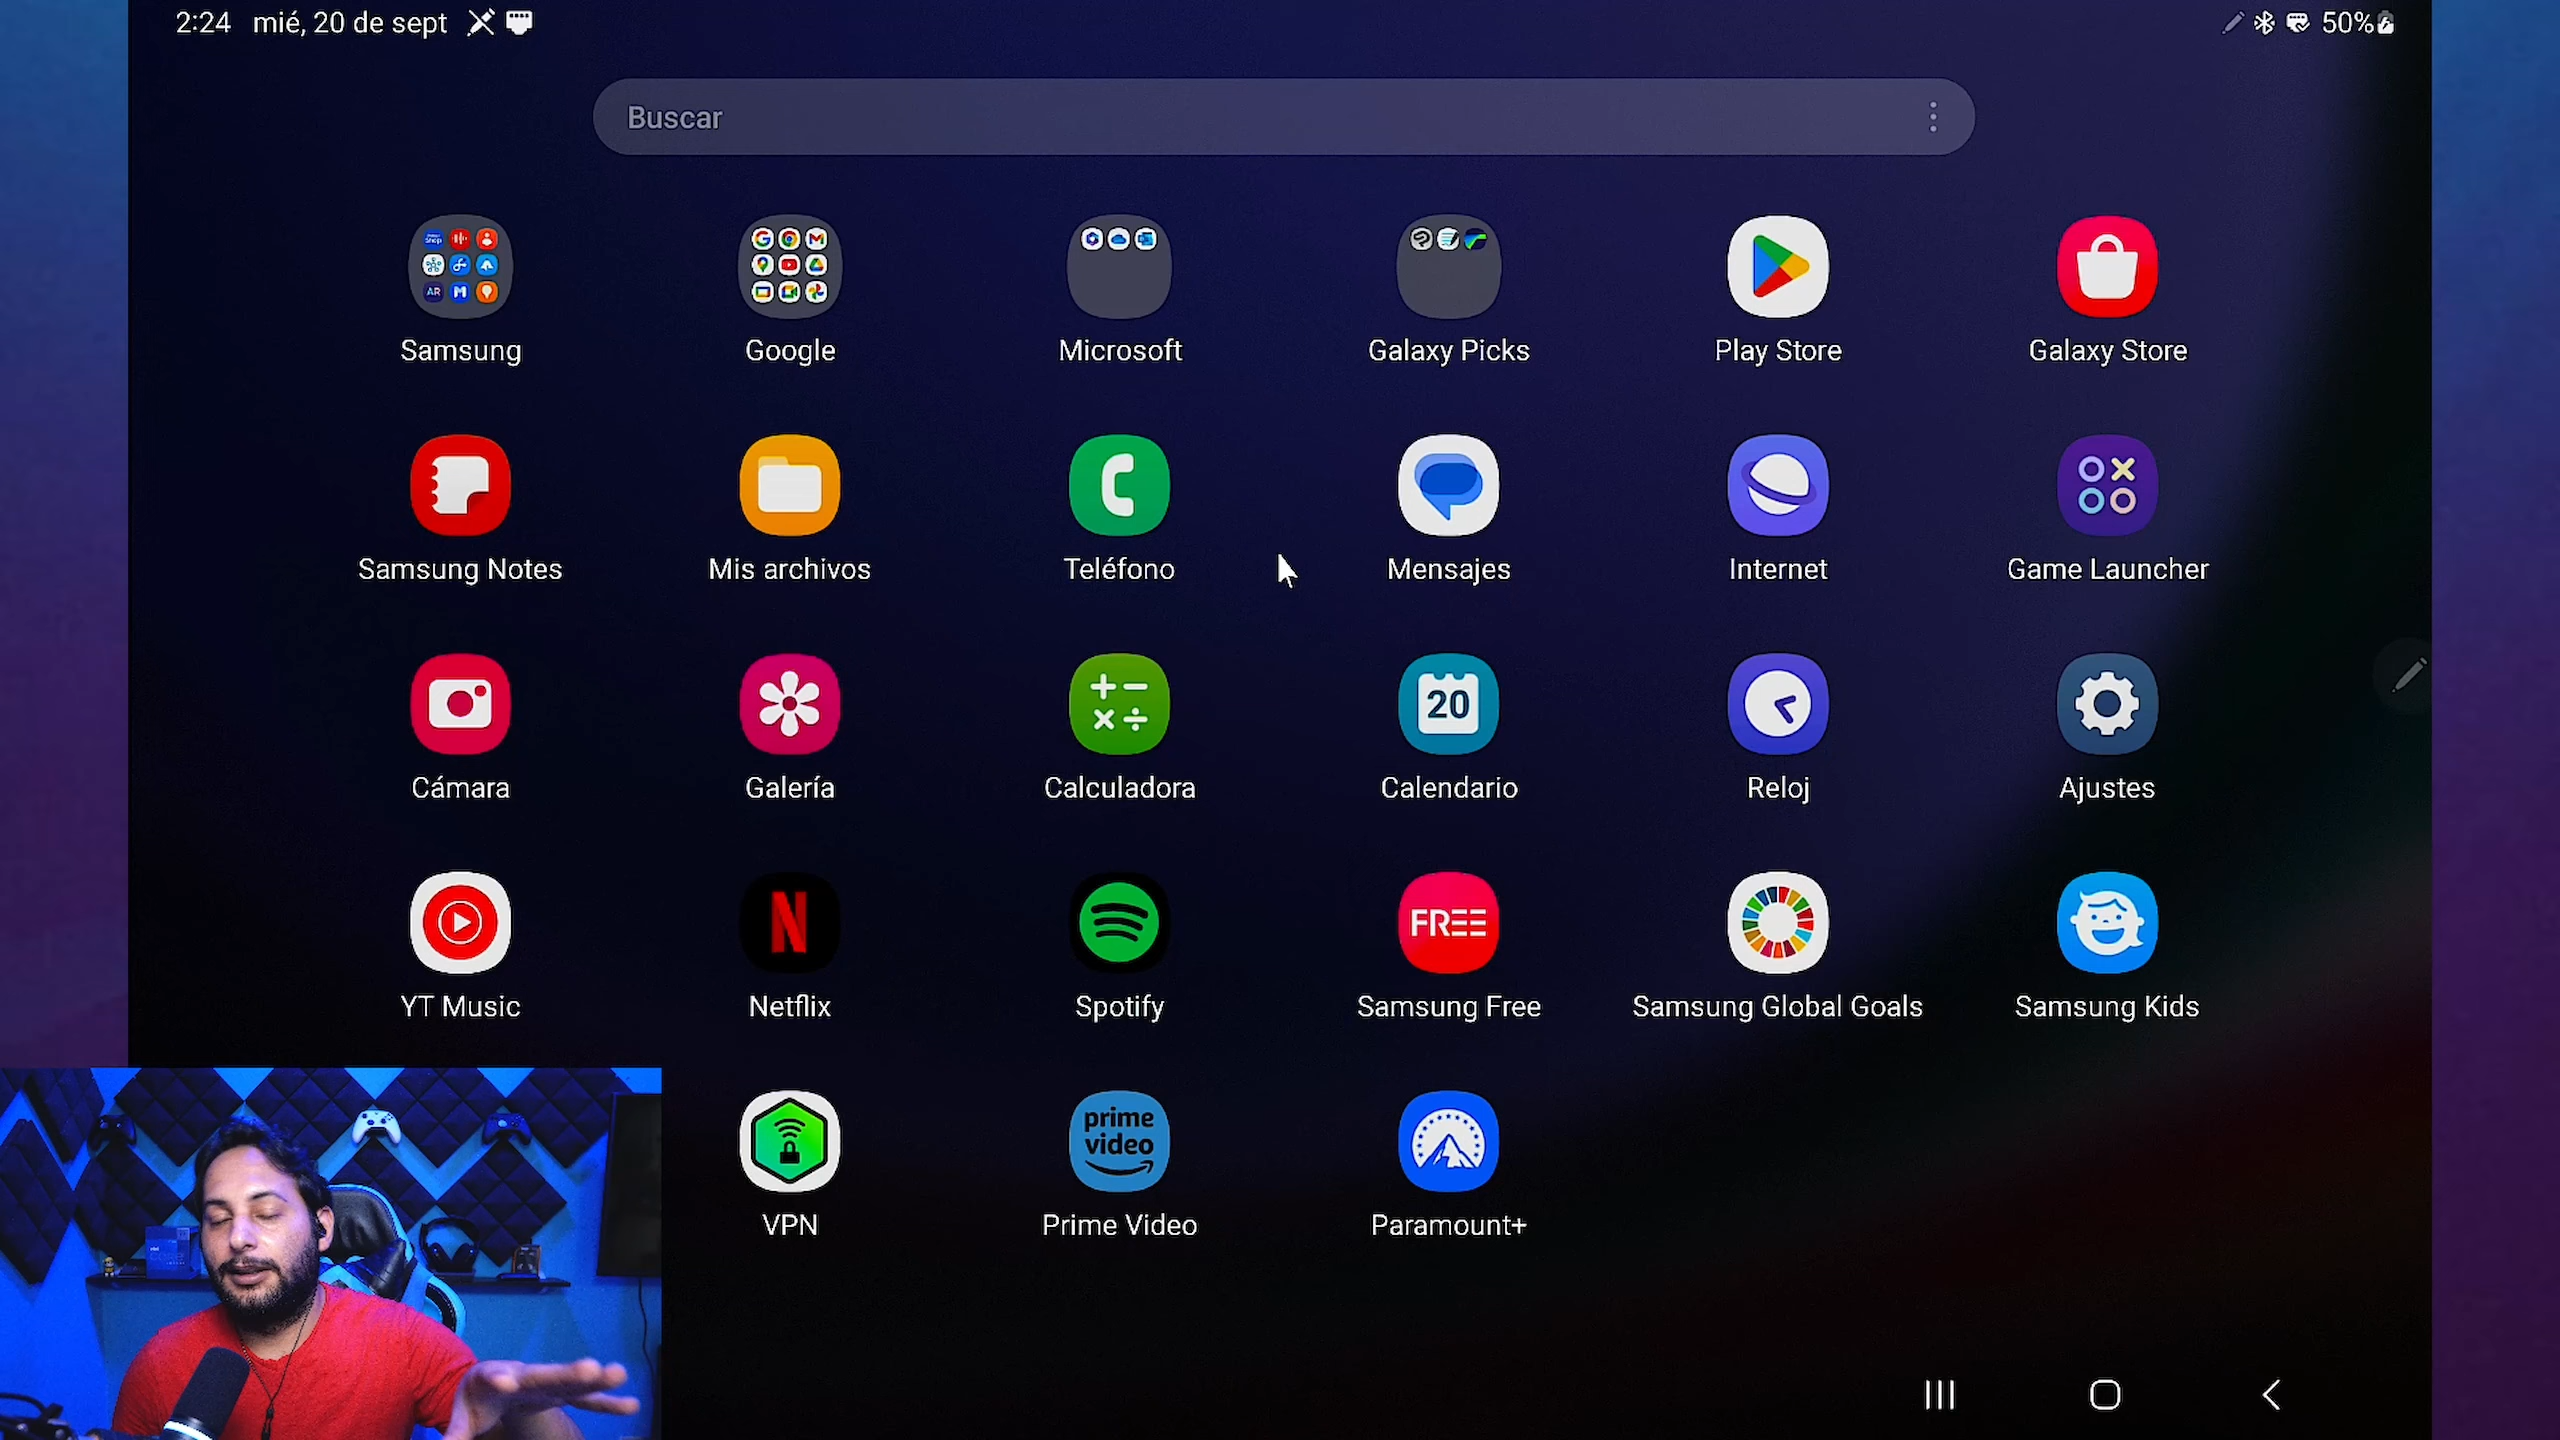 2:24 mié, 20 de sept
50%
Buscar
Samsung
Google
Microsoft
Galaxy Picks
Play Store
Galaxy Store
Samsung Notes
Mis archivos
Teléfono
Mensajes
Internet
Game Launcher
20
Cámara
Galería
Calculadora
Calendario
Reloj
Ajustes
N
FREE
YT Music
Netflix
Spotify
Samsung Free
Samsung Global Goals
Samsung Kids
prime
video
VPN
Prime Video
Paramount+